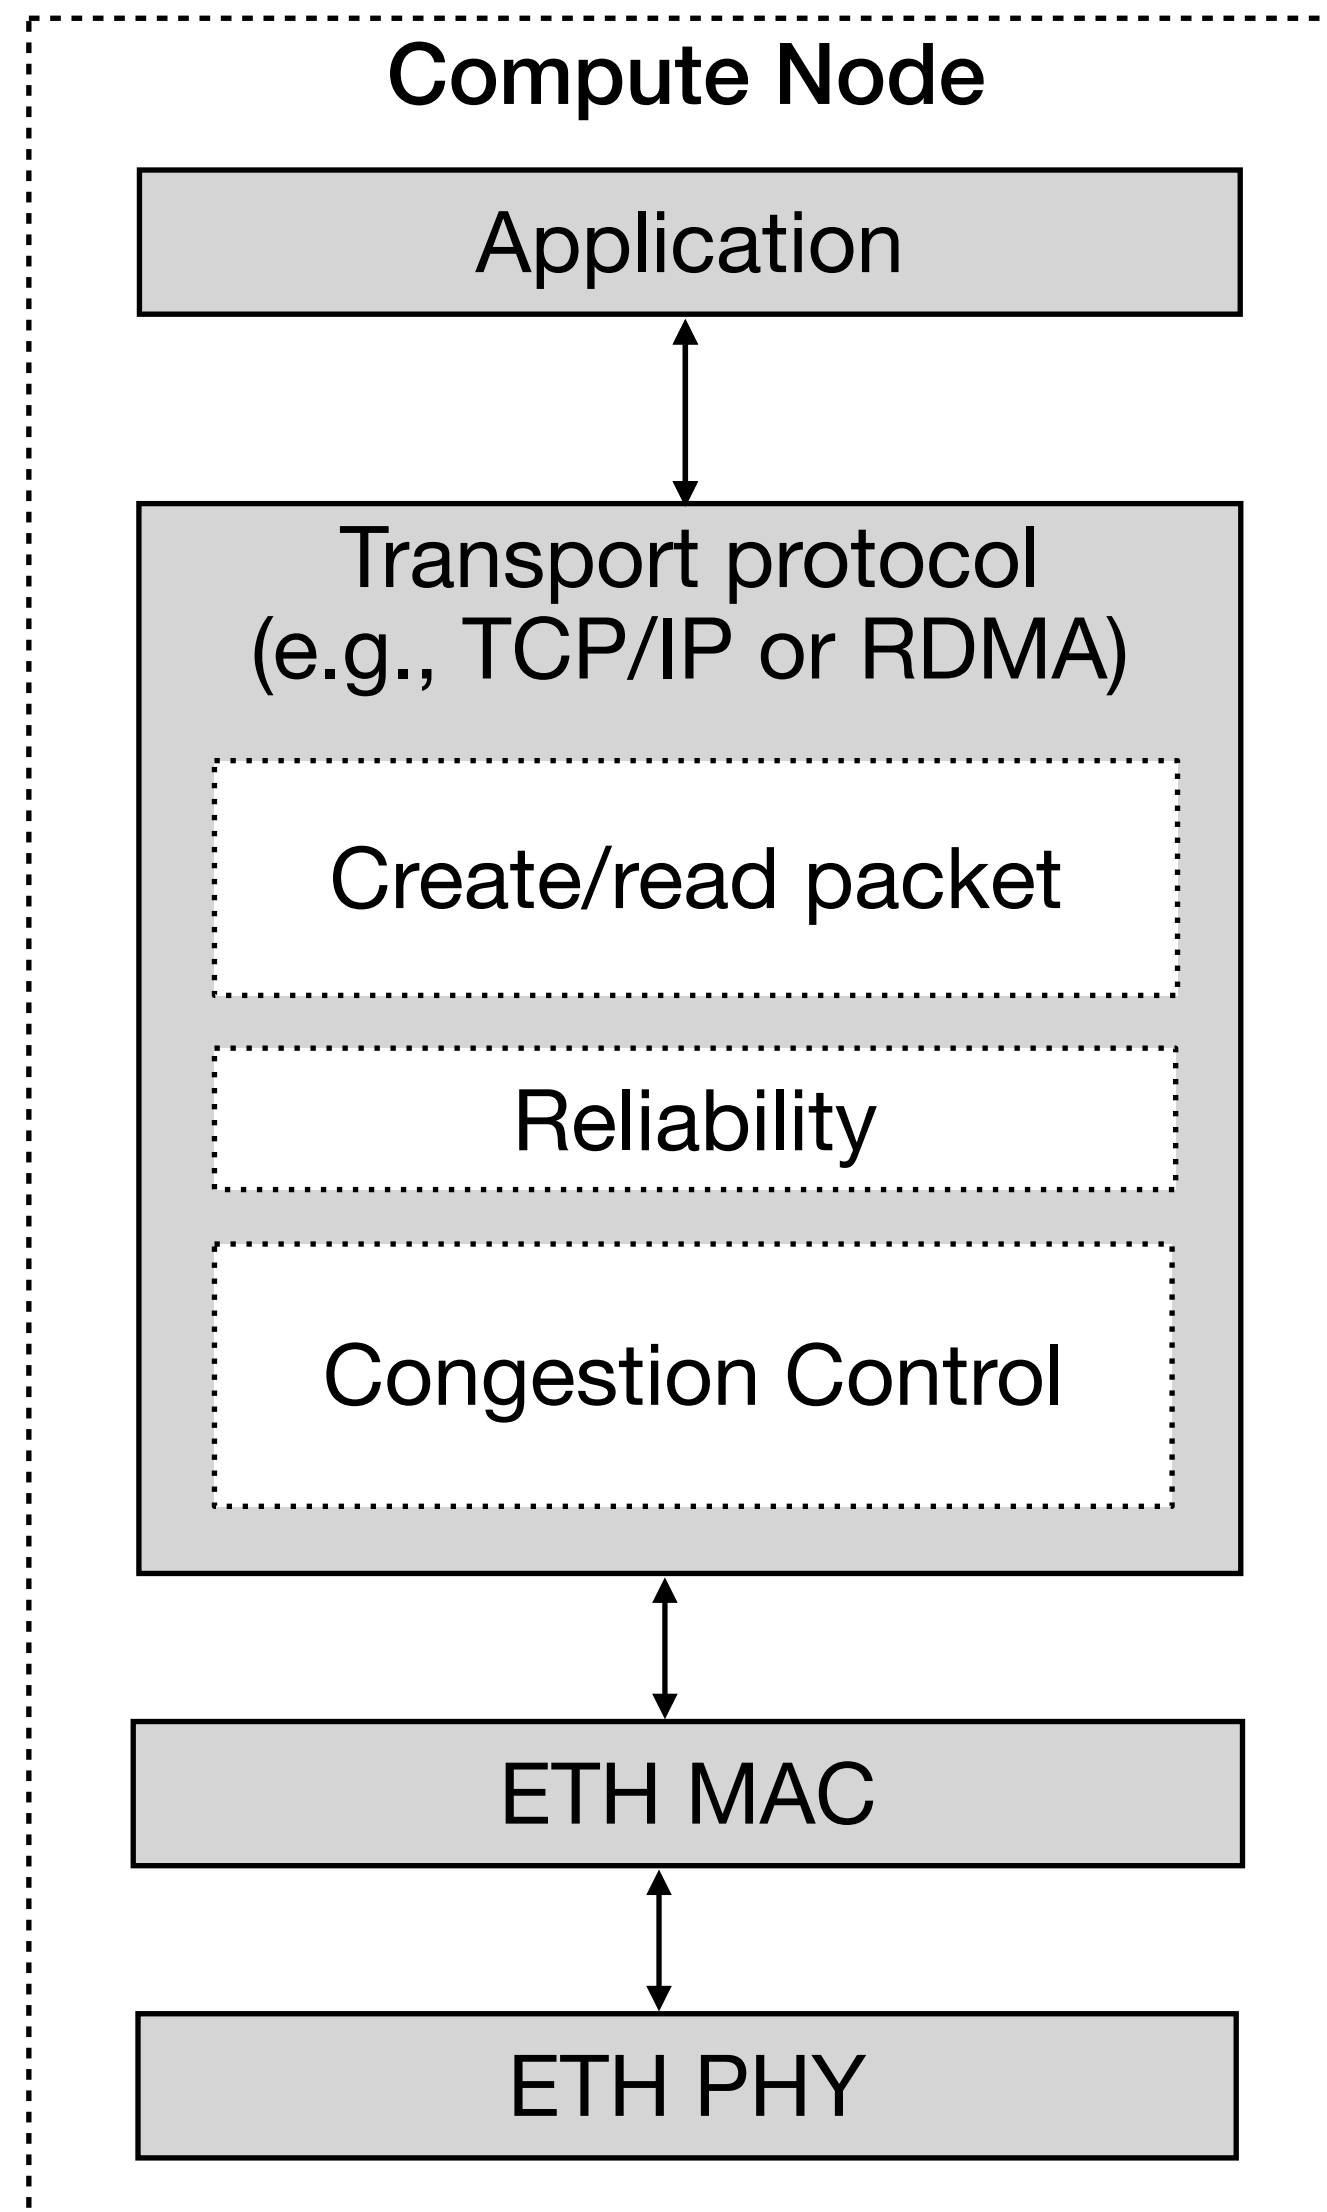 Compute Node
Application
Transport protocol
(e.g., TCP/IP or RDMA)
Create/read packet
Reliability
Congestion Control
ETH MAC
ETH PHY